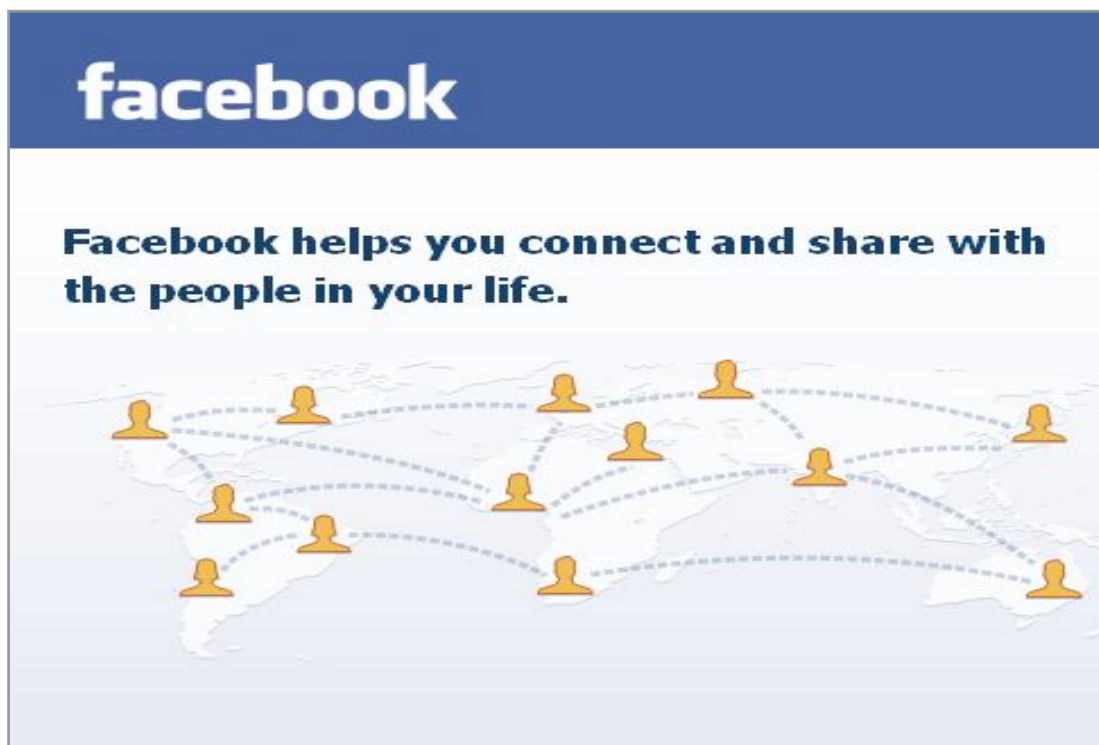 facebook
Facebook helps you connect and share with
the people in your life.